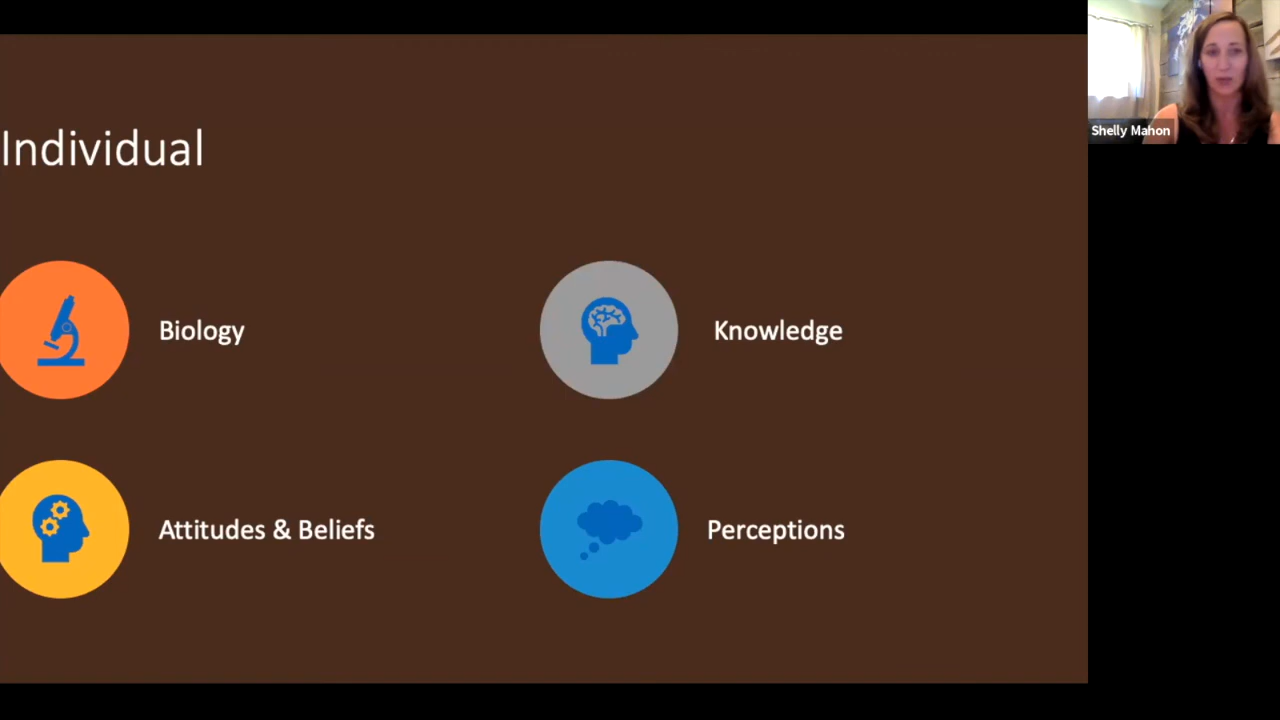 Individual
Biology
Knowledge
Attitudes & Beliefs
Perceptions
Shelly Mahon